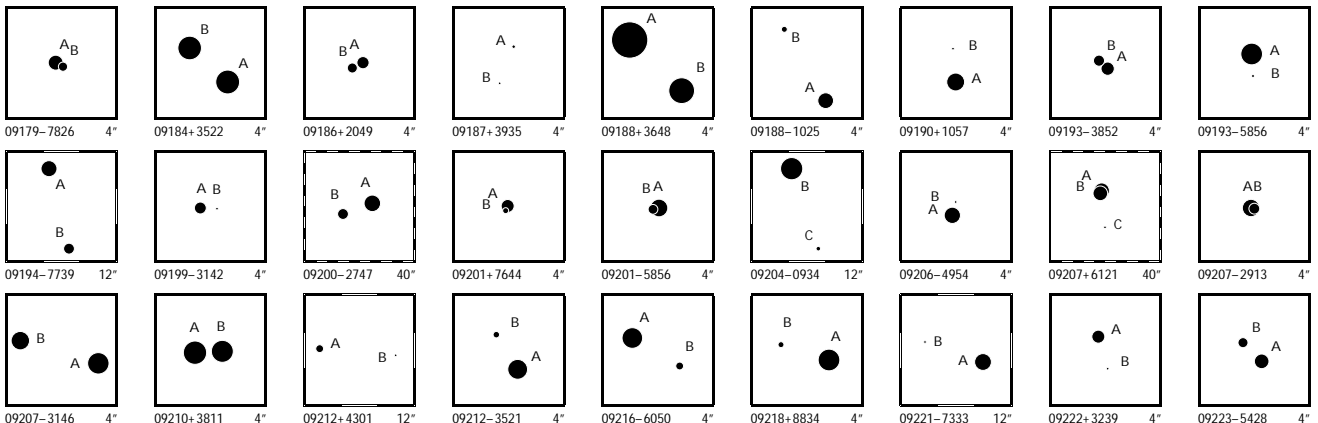 A B
B
A
B A
A
B
A
B
B
A
B
A
B
A
A
B
09179–7826 4″ 09184+3522 4″ 09186+2049 4″ 09187+3935 4″ 09188+3648 4″ 09188–1025 4″ 09190+1057 4″ 09193–3852 4″ 09193–5856 4″
A
B
A B
B A
A
B
B A
B
C
B
A
A
B
C
AB
09194–7739 12″ 09199–3142 4″ 09200–2747 40″ 09201+7644 4″ 09201–5856 4″ 09204–0934 12″ 09206–4954 4″ 09207+6121 40″ 09207–2913 4″
B
A
A B
A
B
B
A
A
B
B
A
B
A
A
B
B
A
09207–3146 4″ 09210+3811 4″ 09212+4301 12″ 09212–3521 4″ 09216–6050 4″ 09218+8834 4″ 09221–7333 12″ 09222+3239 4″ 09223–5428 4″